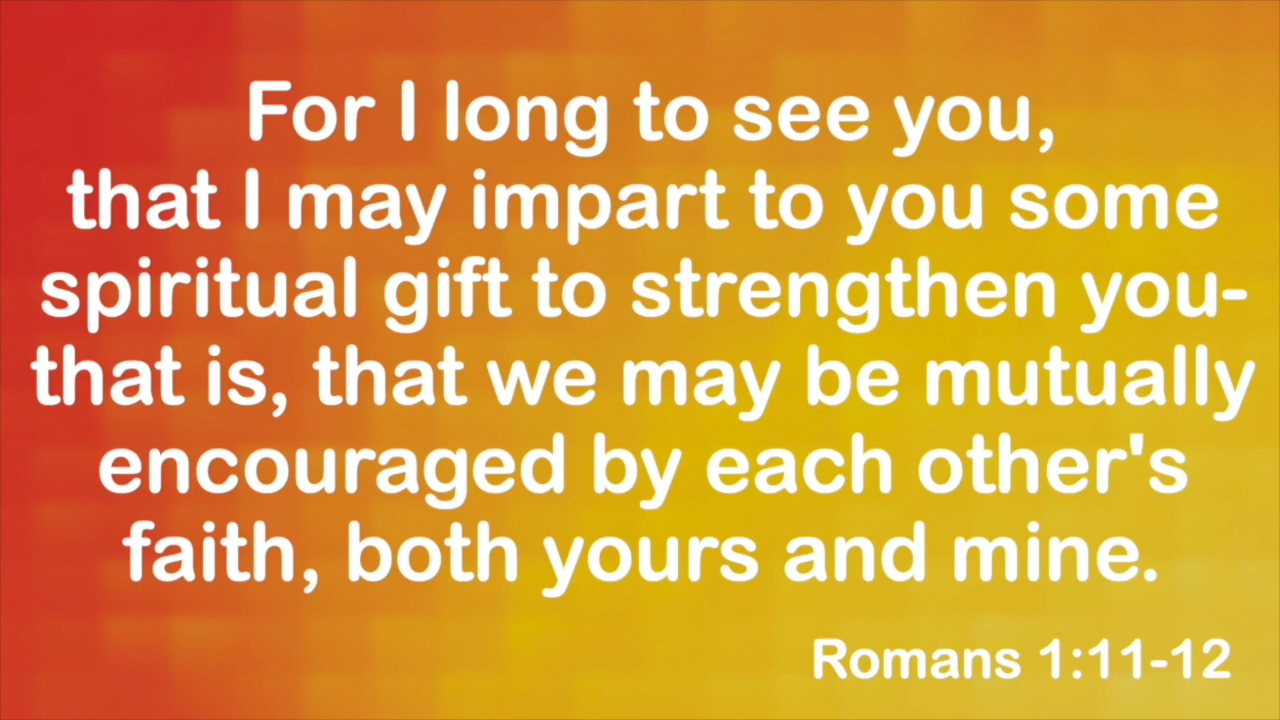 For I long to see you,
that I may impart to you some
spiritual gift to strengthen you-
that is, that we may be mutually
encouraged by each other's
faith, both yours and mine.
Romans 1:11-12